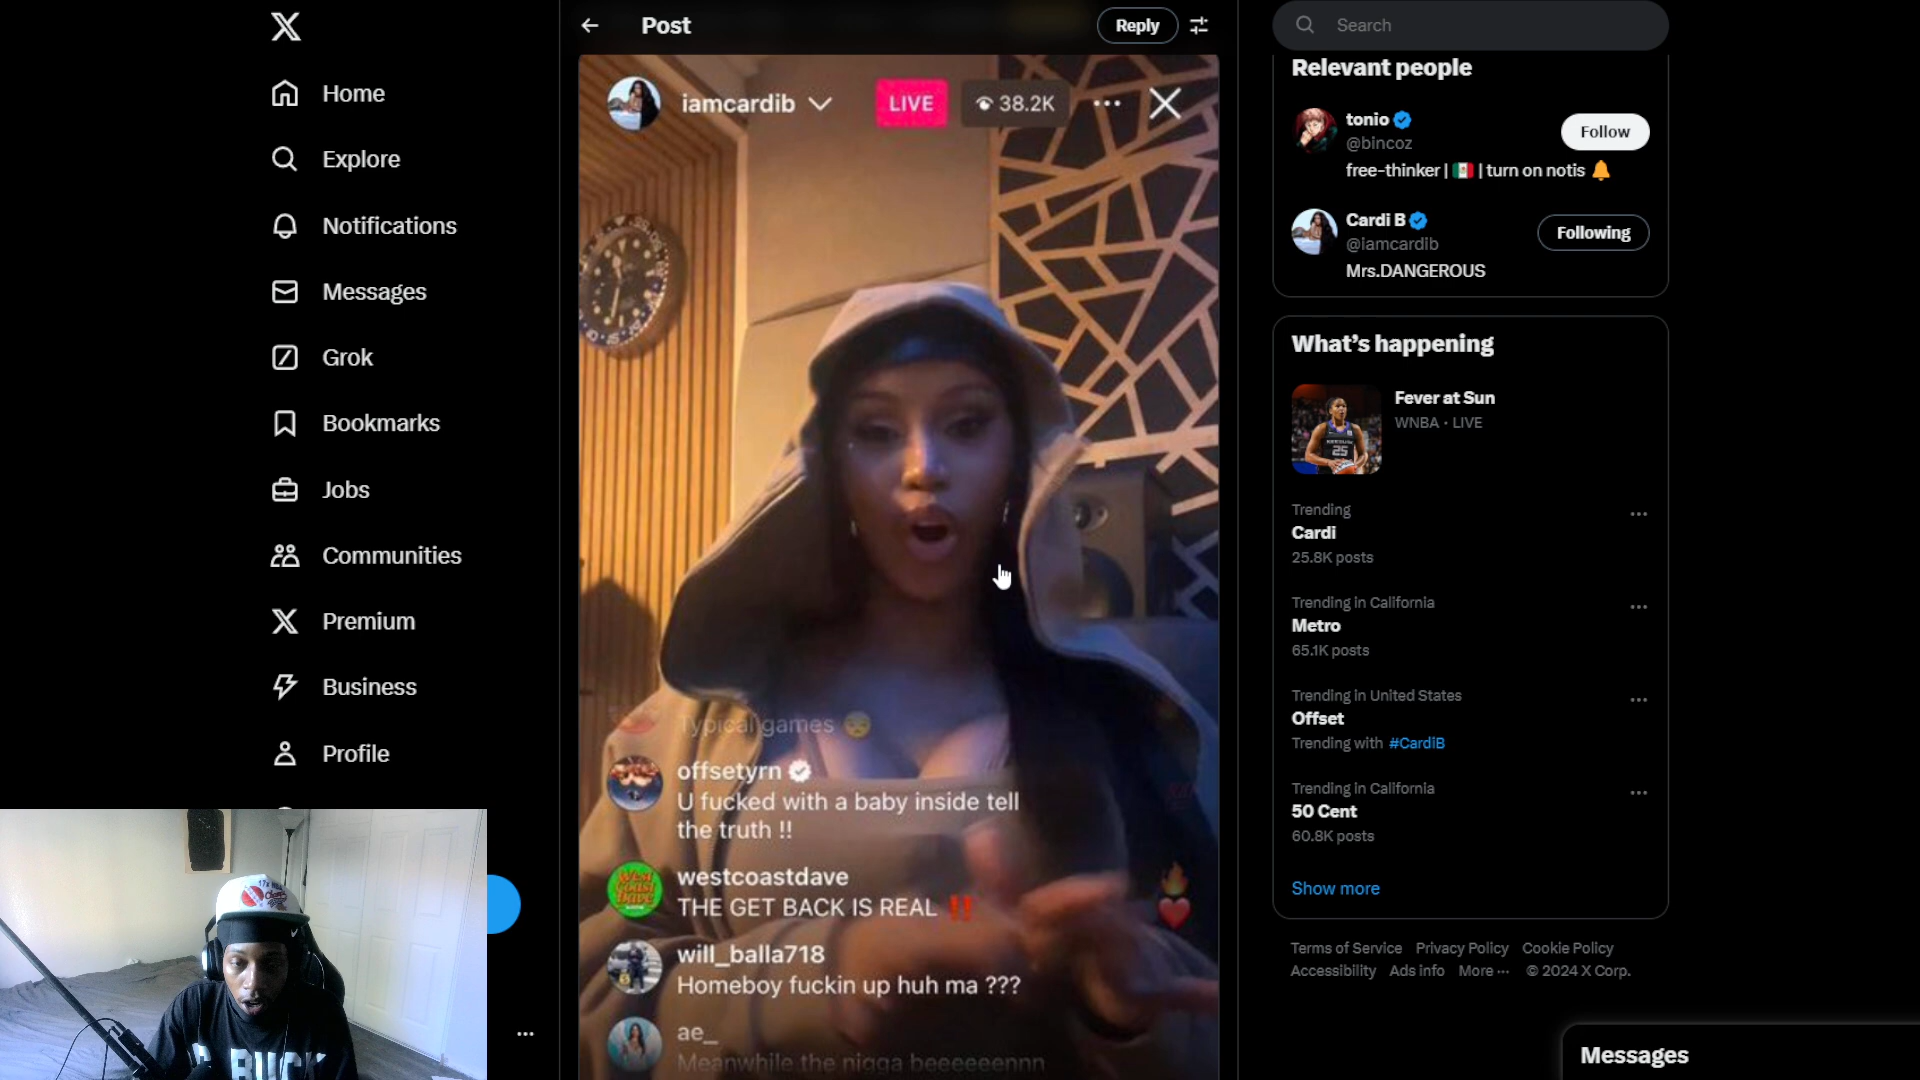 Home
Explore
Notifications
Messages
Grok
Bookmarks
Jobs
Communities
Premium
Business
Profile
Post
Reply
iamcardib
LIVE
38.2K
Typical games
offsetyrn
U fucked with a baby inside tell
the truth !!
westcoastdave
THE GET BACK IS REAL ‼️
will_balla718
Homeboy fuckin up huh ma ???
ae_
Meanwhile the nigga beeeeeennn
Search
Relevant people
tonio
@bincoz
Follow
free-thinker | 🇲🇽 | turn on notis 🔔
Cardi B
@iamcardib
Following
Mrs.DANGEROUS
What's happening
Fever at Sun
WNBA · LIVE
Trending
Cardi
25.8K posts
Trending in California
Metro
65.1K posts
Trending in United States
Offset
Trending with #CardiB
Trending in California
50 Cent
60.8K posts
Show more
Terms of Service Privacy Policy Cookie Policy
Accessibility Ads info More ··· © 2024 X Corp.
Messages